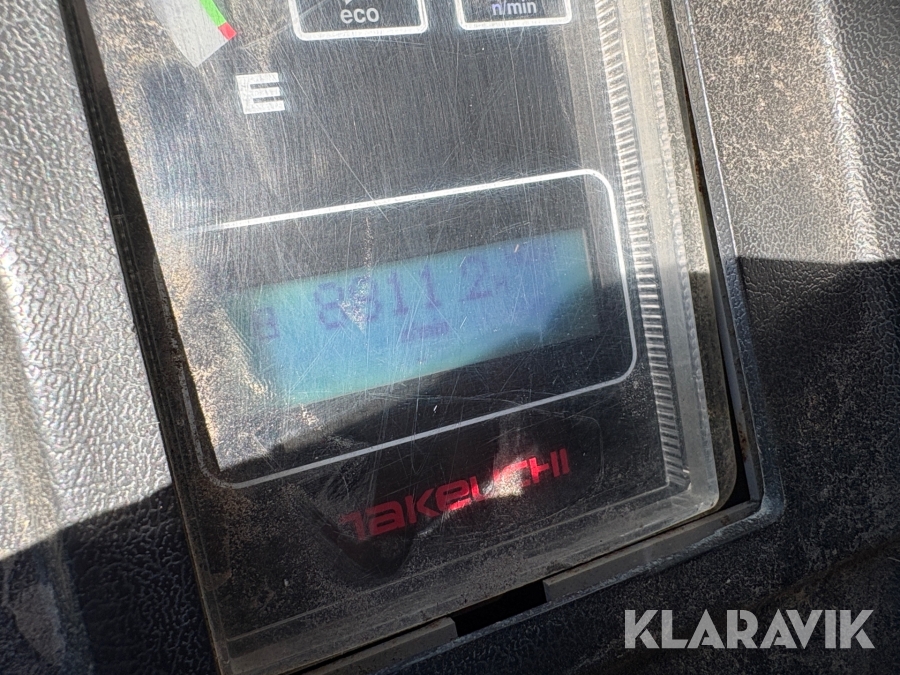 eco
n/min
E
8911.2
TAKEUCHI
KLARAVIK